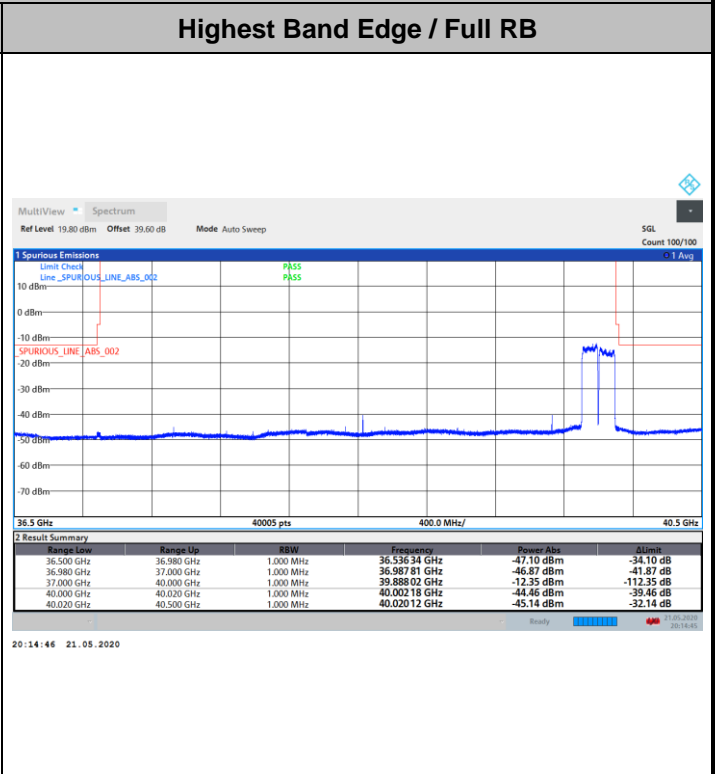 Highest Band Edge / Full RB
MultiView Spectrum
Ref Level 19.80 dBm Offset 39.60 dB Mode Auto Sweep SGL
Count 100/100
1 Spurious Emissions 1 Avg
Limit Check PASS
Line _SPURIOUS_LINE_ABS_002 PASS
10 dBm
0 dBm
-10 dBm
_SPURIOUS_LINE_ABS_002
-20 dBm
-30 dBm
-40 dBm
-50 dBm
-60 dBm
-70 dBm
36.5 GHz 40005 pts 400.0 MHz/ 40.5 GHz
2 Result Summary
Range Low Range Up RBW Frequency Power Abs ΔLimit
36.500 GHz 36.980 GHz 1.000 MHz 36.53634 GHz -47.10 dBm -34.10 dB
36.980 GHz 37.000 GHz 1.000 MHz 36.98781 GHz -46.87 dBm -41.87 dB
37.000 GHz 40.000 GHz 1.000 MHz 39.88802 GHz -12.35 dBm -112.35 dB
40.000 GHz 40.020 GHz 1.000 MHz 40.00218 GHz -44.46 dBm -39.46 dB
40.020 GHz 40.500 GHz 1.000 MHz 40.02012 GHz -45.14 dBm -32.14 dB
Ready 21.05.2020
20:14:45
20:14:46 21.05.2020